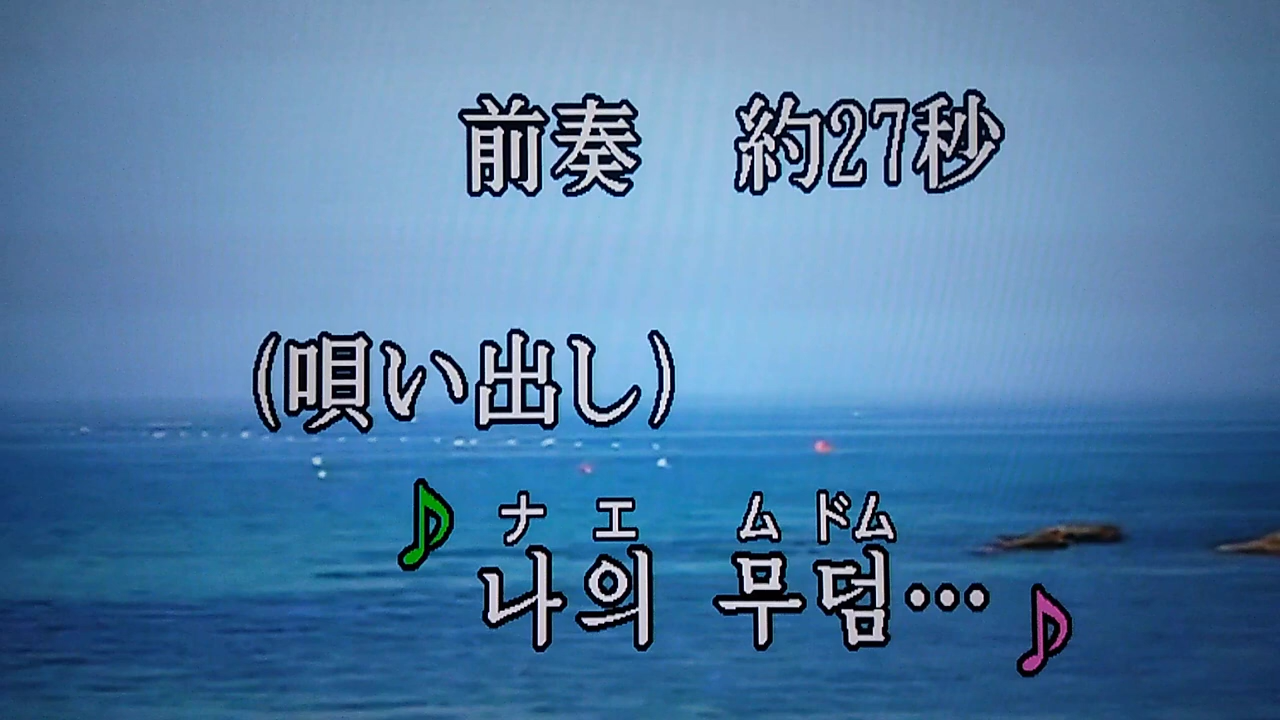 前奏　約27秒
(唄い出し)
ナ エ ム ドム
♪ 나의 무덤… ♪